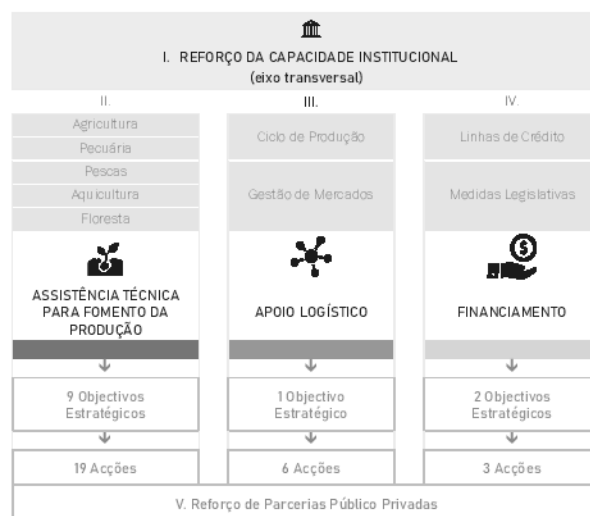 I. REFORÇO DA CAPACIDADE INSTITUCIONAL
(eixo transversal)
II.
Agricultura
Pecuária
Pescas
Aquicultura
Floresta
ASSISTÊNCIA TÉCNICA
PARA FOMENTO DA
PRODUÇÃO
9 Objectivos
Estratégicos
19 Acções
III.
Ciclo de Produção
Gestão de Mercados
APOIO LOGÍSTICO
1 Objectivo
Estratégico
6 Acções
IV.
Linhas de Crédito
Medidas Legislativas
$
FINANCIAMENTO
2 Objectivos
Estratégicos
3 Acções
V. Reforço de Parcerias Público Privadas